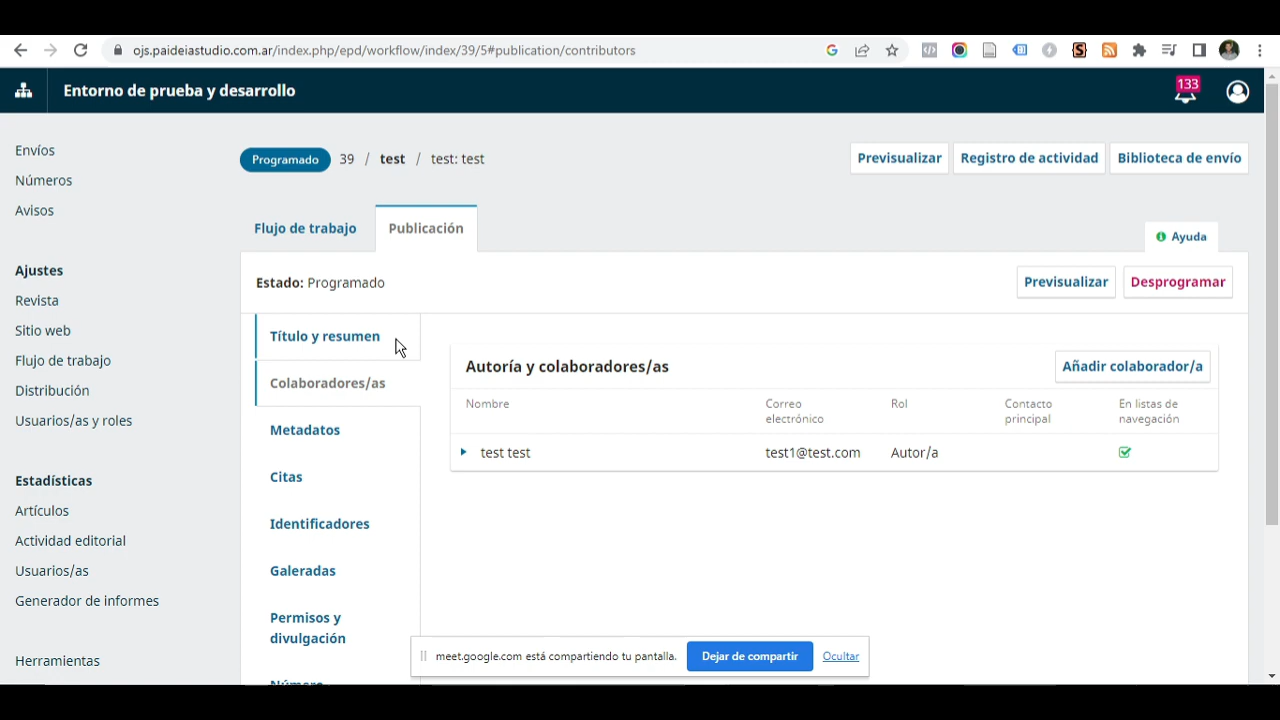 ojs.paideiastudio.com.ar/index.php/epd/workflow/index/39/5#publication/contributors
Entorno de prueba y desarrollo
133
Envíos
Números
Avisos
Ajustes
Revista
Sitio web
Flujo de trabajo
Distribución
Usuarios/as y roles
Estadísticas
Artículos
Actividad editorial
Usuarios/as
Generador de informes
Herramientas
Programado 39 / test / test: test
Previsualizar Registro de actividad Biblioteca de envío
Flujo de trabajo Publicación
Ayuda
Estado: Programado
Previsualizar Desprogramar
Título y resumen
Colaboradores/as
Metadatos
Citas
Identificadores
Galeradas
Permisos y
divulgación
Número
Autoría y colaboradores/as Añadir colaborador/a
Nombre Correo electrónico Rol Contacto principal En listas de navegación
test test test1@test.com Autor/a
meet.google.com está compartiendo tu pantalla. Dejar de compartir Ocultar